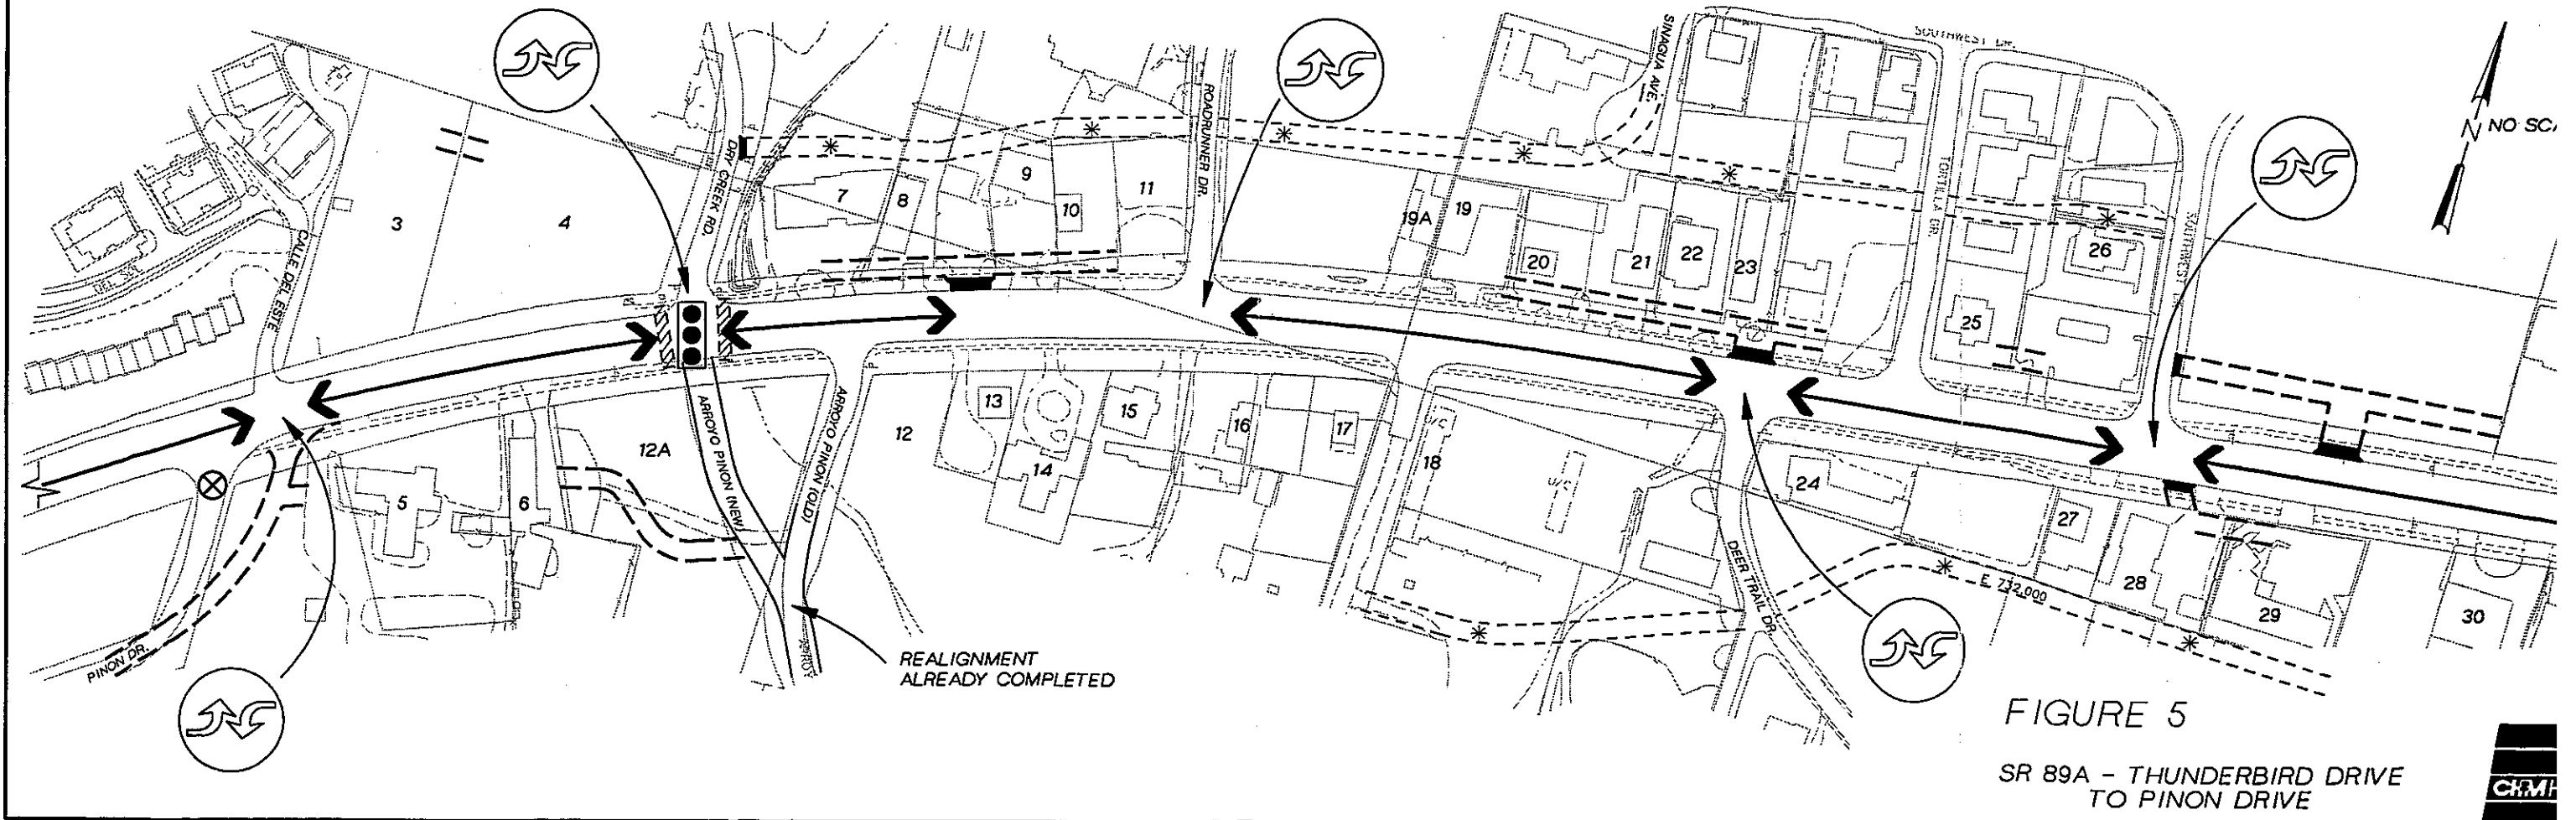 SOUTHWEST DR.
SINAGUA AVE.
N NO SCA
ROADRUNNER DR.
DRY CREEK RD.
CALLE DEL ESTE
TORTILLA DR.
SOUTHWEST
3
4
7
8
9
10
11
19A
19
20
21
22
23
25
26
ARROYO PINON (NEW)
ARROYO PINON (OLD)
5
6
12A
12
13
14
15
16
17
U/C
18
U/C
24
27
28
29
30
DEER TRAIL DR.
E 732,000
PINON DR.
REALIGNMENT
ALREADY COMPLETED
FIGURE 5
SR 89A - THUNDERBIRD DRIVE
TO PINON DRIVE
CH2MH